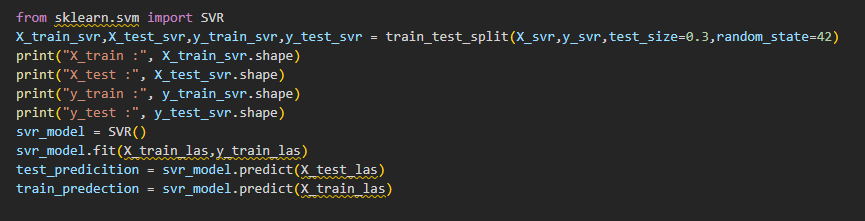 from sklearn.svm import SVR
X_train_svr,X_test_svr,y_train_svr,y_test_svr = train_test_split(X_svr,y_svr,test_size=0.3,random_state=42)
print("X_train :", X_train_svr.shape)
print("X_test :", X_test_svr.shape)
print("y_train :", y_train_svr.shape)
print("y_test :", y_test_svr.shape)
svr_model = SVR()
svr_model.fit(X_train_las,y_train_las)
test_predicition = svr_model.predict(X_test_las)
train_predection = svr_model.predict(X_train_las)